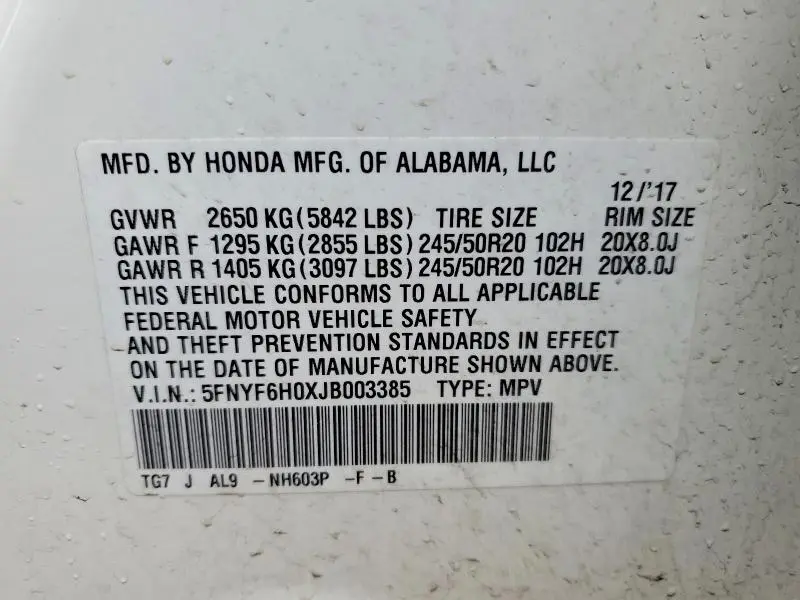 MFD. BY HONDA MFG. OF ALABAMA, LLC
12/'17
GVWR 2650 KG(5842 LBS) TIRE SIZE RIM SIZE
GAWR F 1295 KG(2855 LBS)245/50R20 102H 20X8.0J
GAWR R 1405 KG(3097 LBS)245/50R20 102H 20X8.0J
THIS VEHICLE CONFORMS TO ALL APPLICABLE
FEDERAL MOTOR VEHICLE SAFETY
AND THEFT PREVENTION STANDARDS IN EFFECT
ON THE DATE OF MANUFACTURE SHOWN ABOVE.
V.I.N.: 5FNYF6H0XJB003385 TYPE: MPV
TG7 J AL9 -NH603P -F-B